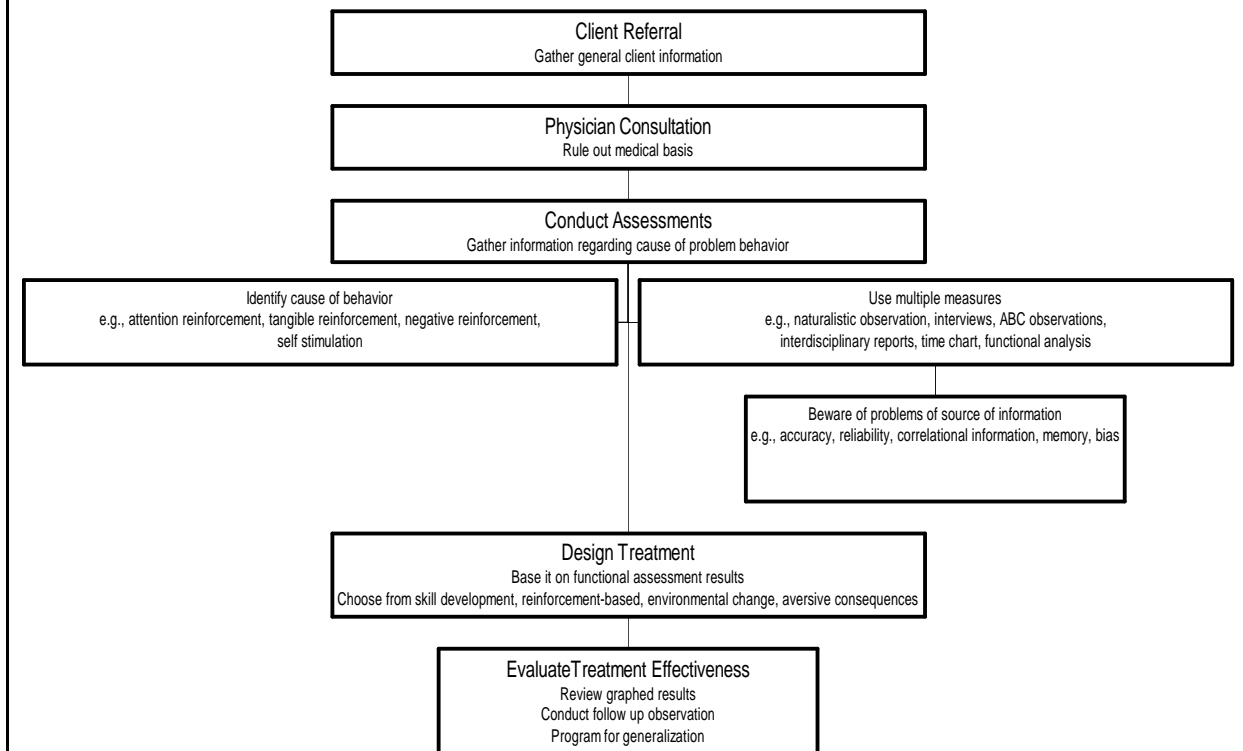 Client Referral
Gather general client information
Physician Consultation
Rule out medical basis
Conduct Assessments
Gather information regarding cause of problem behavior
Identify cause of behavior
e.g., attention reinforcement, tangible reinforcement, negative reinforcement,
self stimulation
Use multiple measures
e.g., naturalistic observation, interviews, ABC observations,
interdisciplinary reports, time chart, functional analysis
Beware of problems of source of information
e.g., accuracy, reliability, correlational information, memory, bias
Design Treatment
Base it on functional assessment results
Choose from skill development, reinforcement-based, environmental change, aversive consequences
EvaluateTreatment Effectiveness
Review graphed results
Conduct follow up observation
Program for generalization